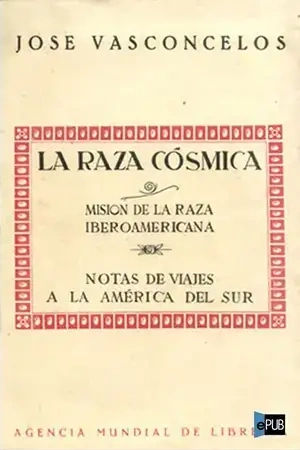 JOSE VASCONCELOS
LA RAZA CÓSMICA
MISION DE LA RAZA
IBEROAMERICANA
NOTAS DE VIAJES
A LA AMÉRICA DEL SUR
AGENCIA MUNDIAL DE
ePUB